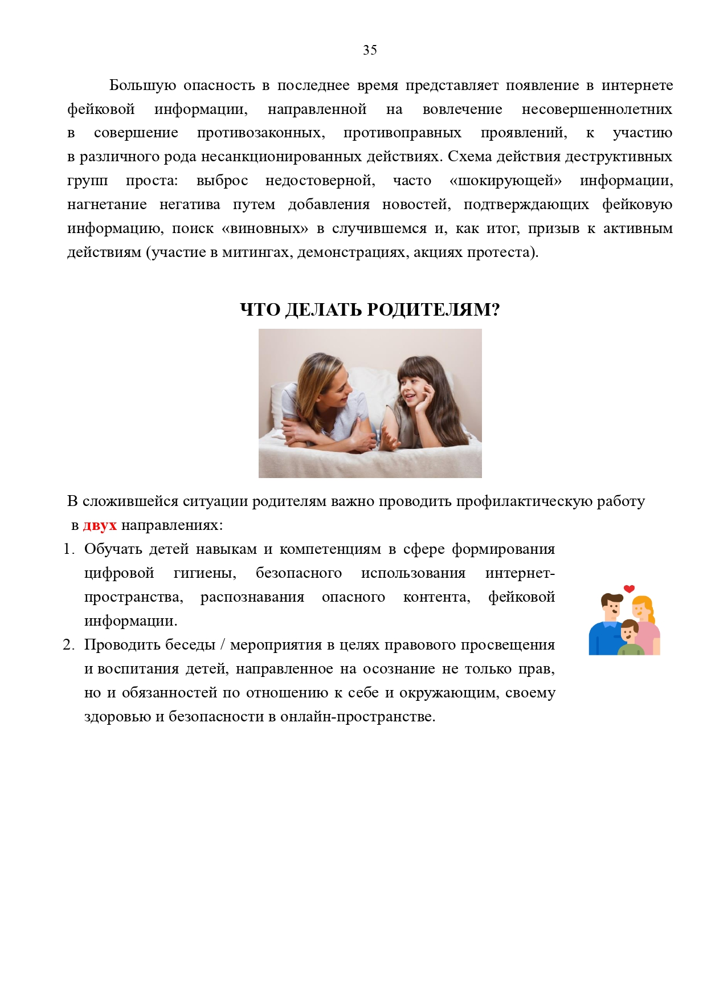 35
Большую опасность в последнее время представляет появление в интернете
фейковой информации, направленной на вовлечение несовершеннолетних
в совершение противозаконных, противоправных проявлений, к участию
в различного рода несанкционированных действиях. Схема действия деструктивных
групп проста: выброс недостоверной, часто «шокирующей» информации,
нагнетание негатива путем добавления новостей, подтверждающих фейковую
информацию, поиск «виновных» в случившемся и, как итог, призыв к активным
действиям (участие в митингах, демонстрациях, акциях протеста).
ЧТО ДЕЛАТЬ РОДИТЕЛЯМ?
В сложившейся ситуации родителям важно проводить профилактическую работу
в двух направлениях:
1. Обучать детей навыкам и компетенциям в сфере формирования
цифровой гигиены, безопасного использования интернет-
пространства, распознавания опасного контента, фейковой
информации.
2. Проводить беседы / мероприятия в целях правового просвещения
и воспитания детей, направленное на осознание не только прав,
но и обязанностей по отношению к себе и окружающим, своему
здоровью и безопасности в онлайн-пространстве.